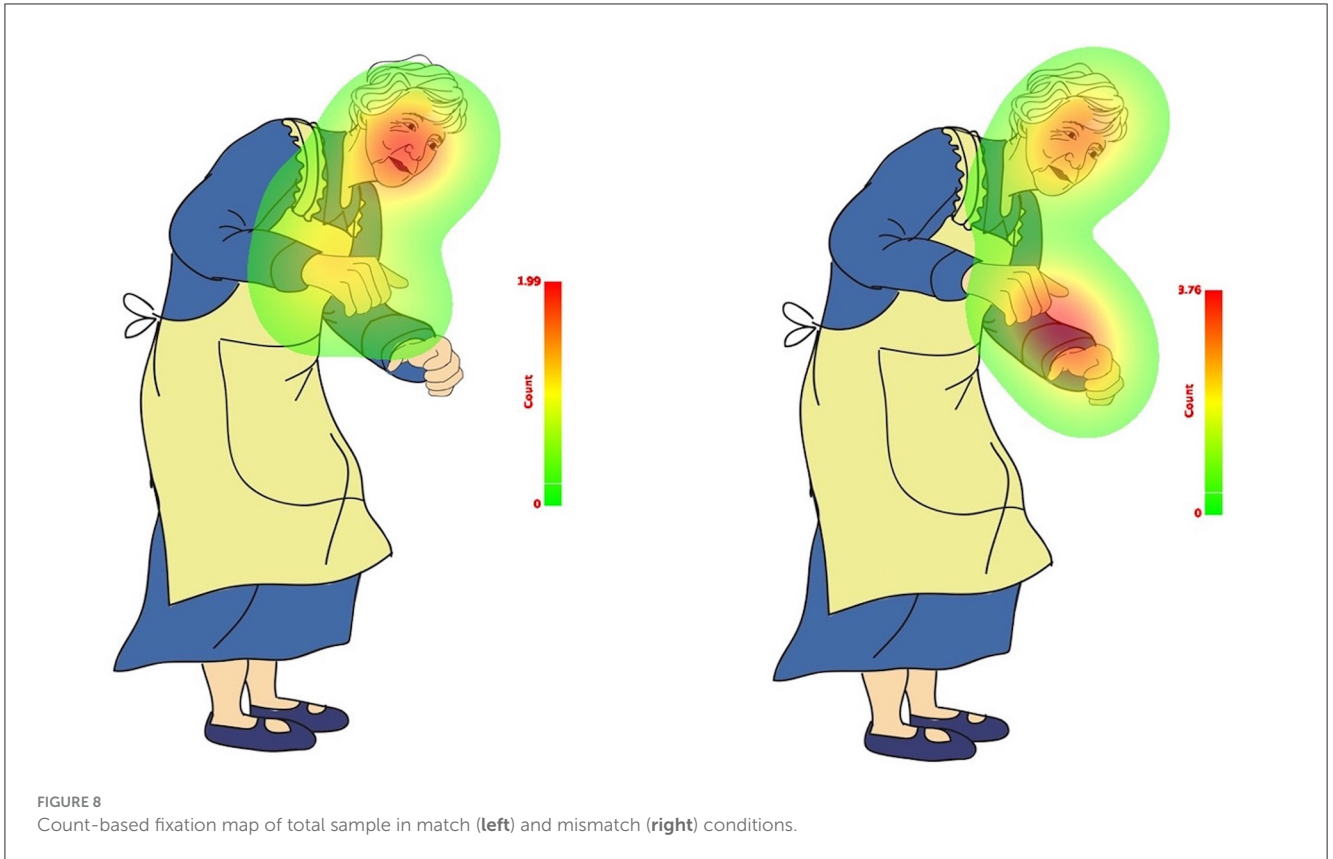 1.99
Count
0
3.76
Count
0
FIGURE 8
Count-based fixation map of total sample in match (left) and mismatch (right) conditions.